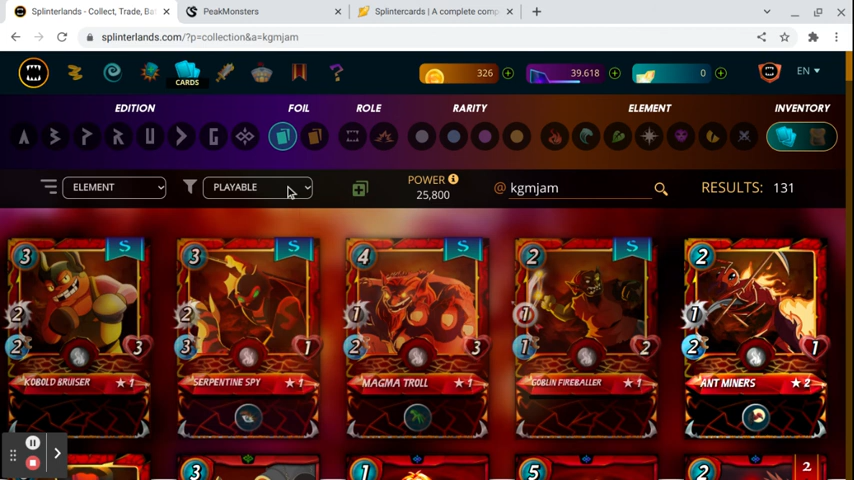 Splinterlands - Collect, Trade, Ba
PeakMonsters
Splintercards | A complete comp
splinterlands.com/?p=collection&a=kgmjam
CARDS
326
39.618
0
EN
EDITION
FOIL
ROLE
RARITY
ELEMENT
INVENTORY
ELEMENT
PLAYABLE
POWER
25,800
@ kgmjam
RESULTS: 131
3 S
3 S
4 S
2 S
2
2
2
1
1
1
2 3
3 1
2 3
1 2
2 1
KOBOLD BRUISER ★ 1
SERPENTINE SPY ★ 1
MAGMA TROLL ★ 1
GOBLIN FIREBALLER ★ 1
ANT MINERS ★ 2
3
1
5
2
2